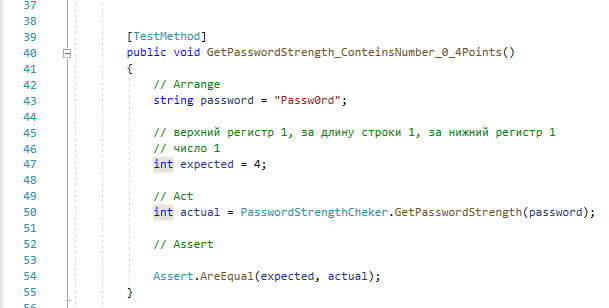 37
38
39 [TestMethod]
40 public void GetPasswordStrength_ConteinsNumber_0_4Points()
41 {
42 // Arrange
43 string password = "Passw0rd";
44
45 // верхний регистр 1, за длину строки 1, за нижний регистр 1
46 // число 1
47 int expected = 4;
48
49 // Act
50 int actual = PasswordStrengthCheker.GetPasswordStrength(password);
51
52 // Assert
53
54 Assert.AreEqual(expected, actual);
55 }
56